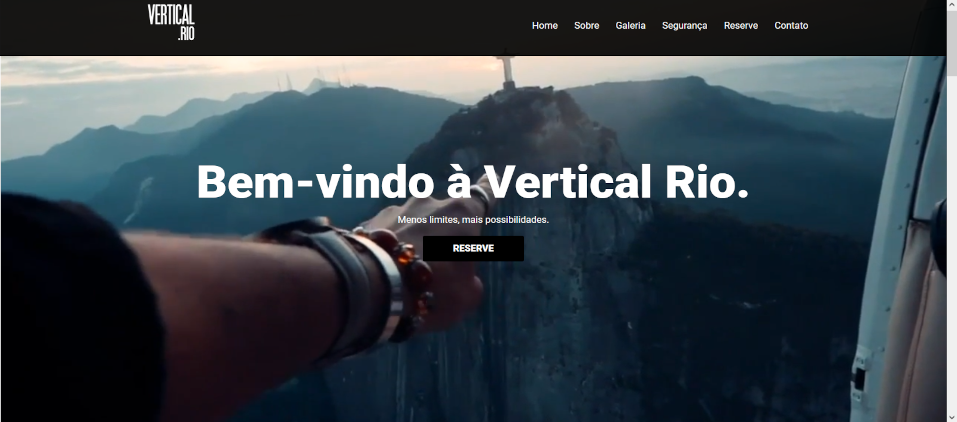 VERTICAL
.RIO
Home Sobre Galeria Segurança Reserve Contato
Bem-vindo à Vertical Rio.
Menos limites, mais possibilidades.
RESERVE